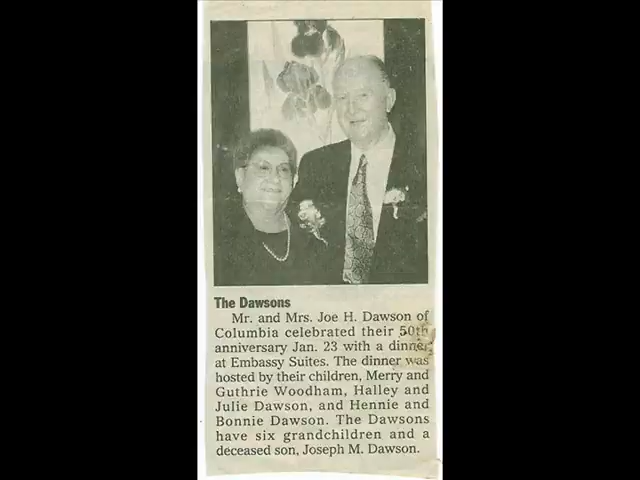 The Dawsons
Mr. and Mrs. Joe H. Dawson of
Columbia celebrated their 50th
anniversary Jan. 23 with a dinner
at Embassy Suites. The dinner was
hosted by their children, Merry and
Guthrie Woodham, Halley and
Julie Dawson, and Hennie and
Bonnie Dawson. The Dawsons
have six grandchildren and a
deceased son, Joseph M. Dawson.